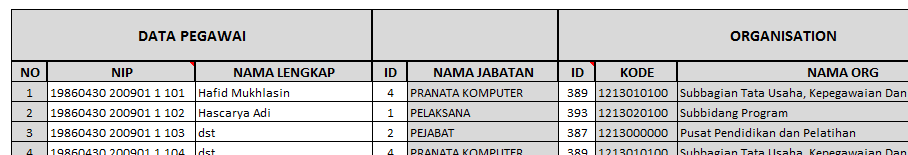 DATA PEGAWAI ORGANISATION
NO NIP NAMA LENGKAP ID NAMA JABATAN ID KODE NAMA ORG
1 19860430 200901 1 101 Hafid Mukhlasin 4 PRANATA KOMPUTER 389 1213010100 Subbagian Tata Usaha, Kepegawaian Dan
2 19860430 200901 1 102 Hascarya Adi 1 PELAKSANA 393 1213020100 Subbidang Program
3 19860430 200901 1 103 dst 2 PEJABAT 387 1213000000 Pusat Pendidikan dan Pelatihan
4 19860430 200901 1 104 dst 4 PRANATA KOMPUTER 389 1213010100 Subbagian Tata Usaha, Kepegawaian Dan